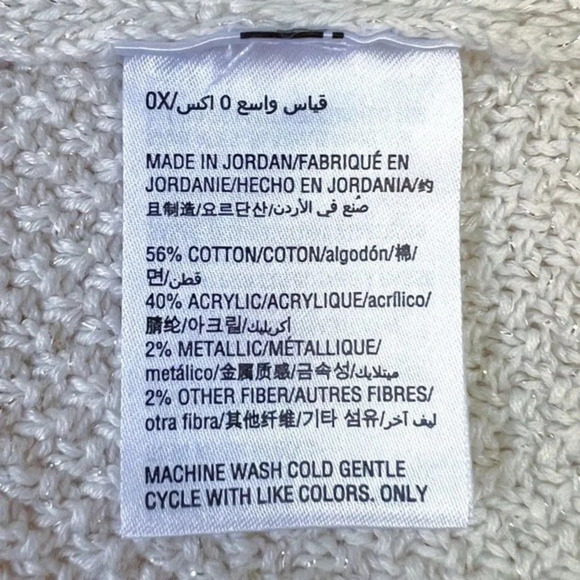 0X/قياس واسع 0 اكس
MADE IN JORDAN/FABRIQUÉ EN
JORDANIE/HECHO EN JORDANIA/约
旦制造/요르단산/صُنع في الأردن
56% COTTON/COTON/algodón/棉/
면/قطن
40% ACRYLIC/ACRYLIQUE/acrílico/
腈纶/아크릴/أكريليك
2% METALLIC/MÉTALLIQUE/
metálico/金属质感/금속성/ميتلايك
2% OTHER FIBER/AUTRES FIBRES/
otra fibra/其他纤维/기타 섬유/ليف آخر
MACHINE WASH COLD GENTLE
CYCLE WITH LIKE COLORS. ONLY